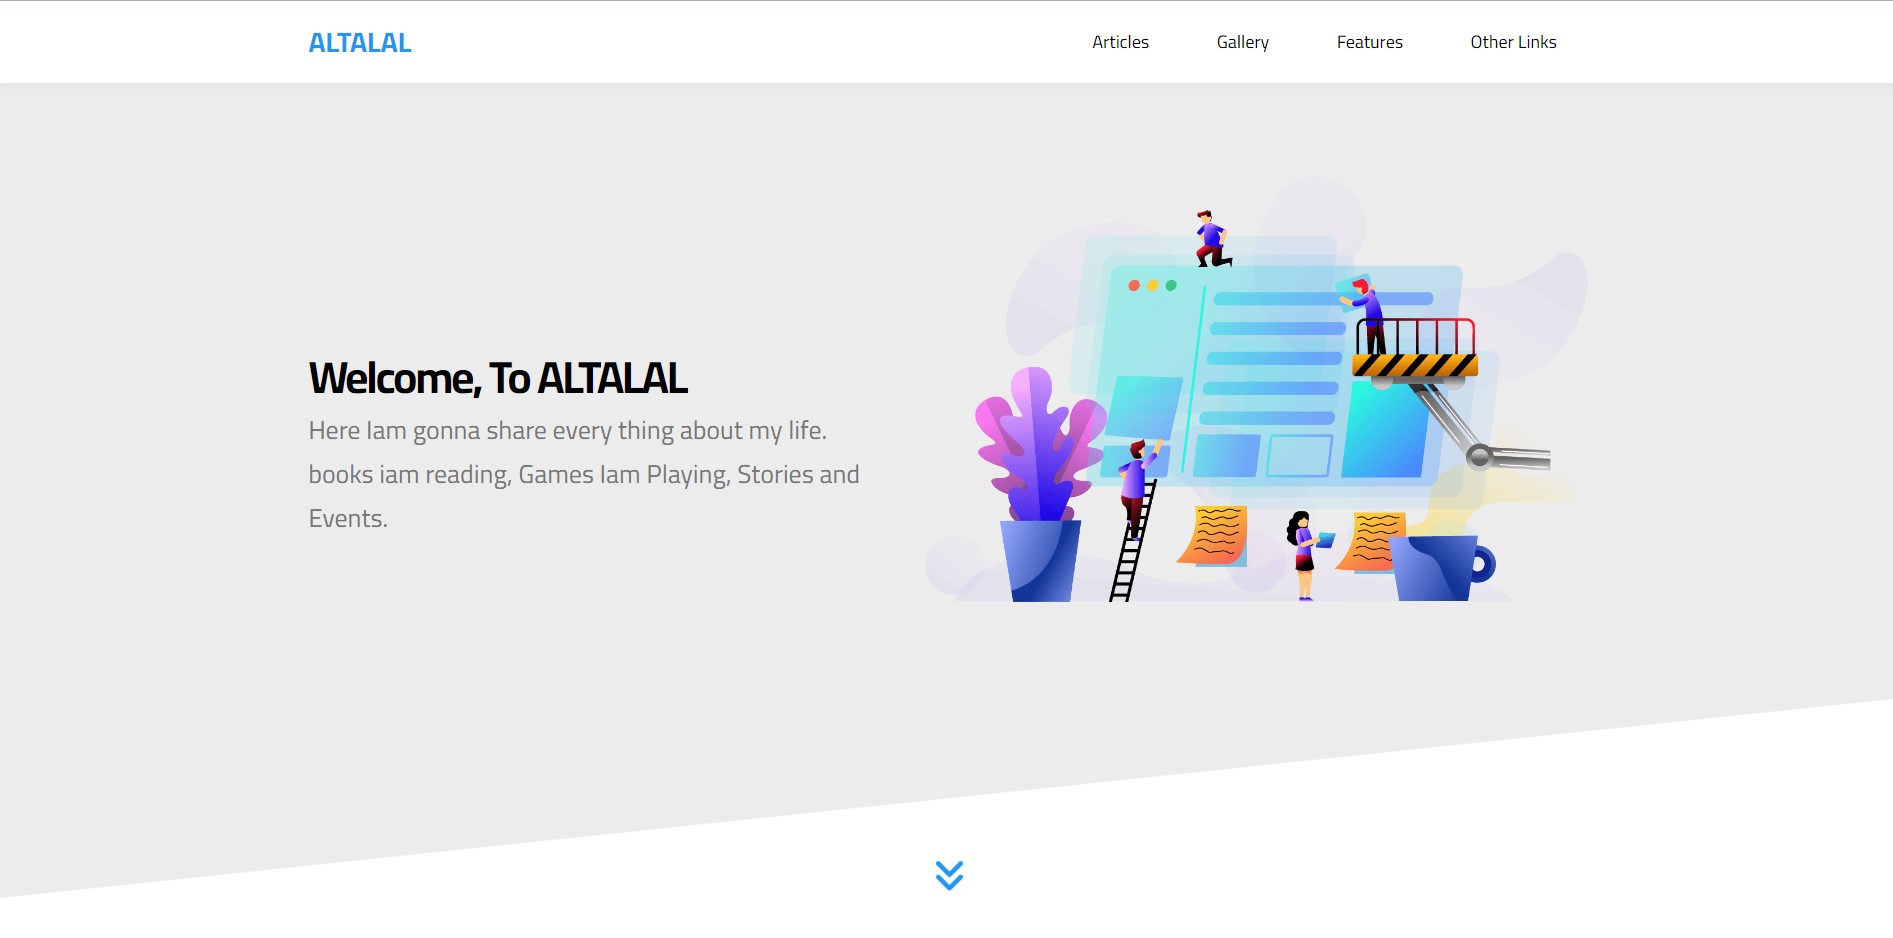 ALTALAL
Articles
Gallery
Features
Other Links
Welcome, To ALTALAL
Here Iam gonna share every thing about my life.
books iam reading, Games Iam Playing, Stories and
Events.